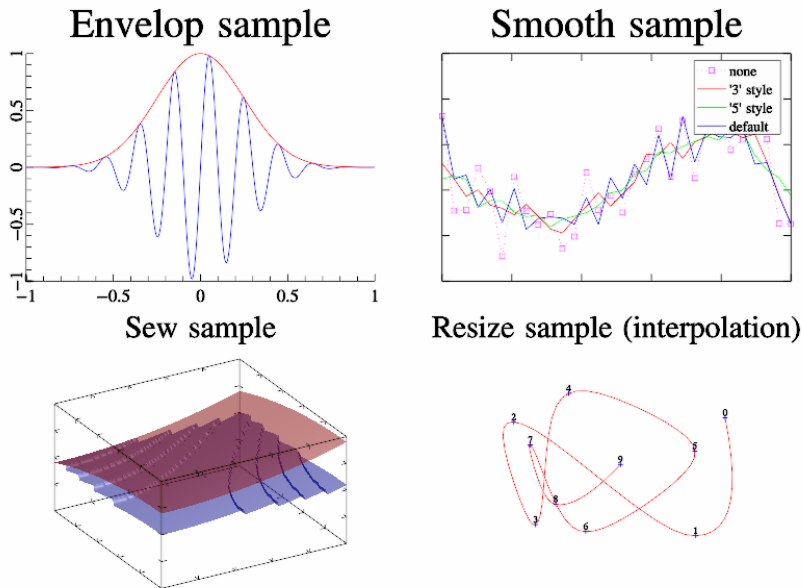 Envelop sample
Smooth sample
1
0.5
0
−0.5
−1
−1
−0.5
0
0.5
1
none
'3' style
'5' style
default
Sew sample
Resize sample (interpolation)
4
0
2
7
5
9
8
3
6
1